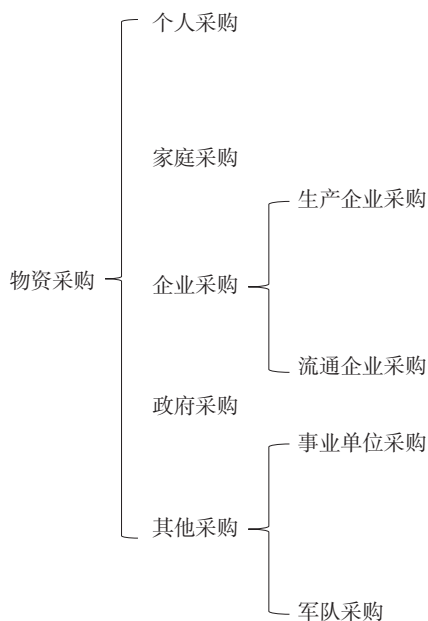 个人采购
家庭采购
生产企业采购
物资采购
企业采购
流通企业采购
政府采购
事业单位采购
其他采购
军队采购